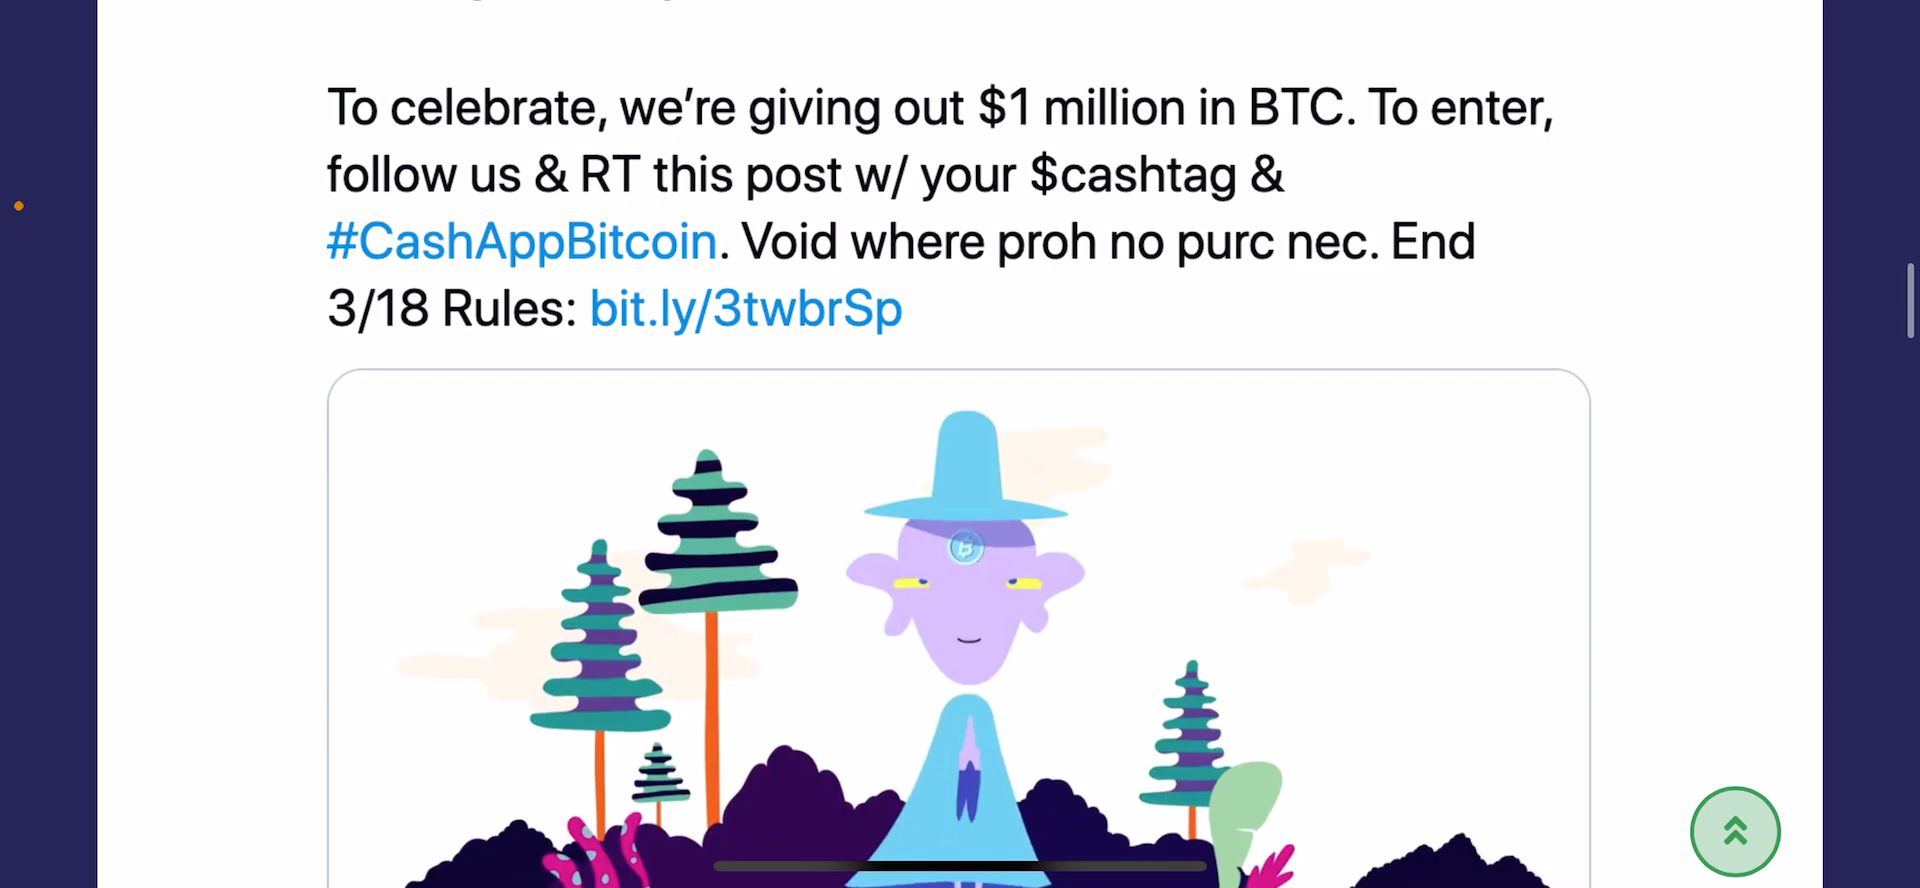 To celebrate, we’re giving out $1 million in BTC. To enter,
follow us & RT this post w/ your $cashtag &
#CashAppBitcoin. Void where proh no purc nec. End
3/18 Rules: bit.ly/3twbrSp